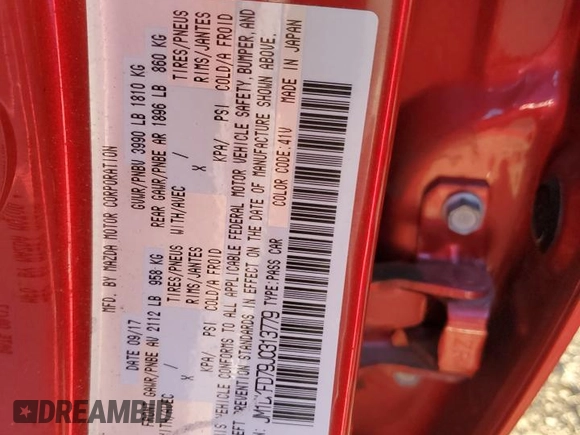 MFD. BY MAZDA MOTOR CORPORATION
DATE 09/17 GVWR/PNBV 3990 LB 1810 KG
GAWR/PNBE AV 2112 LB 958 KG REAR GAWR/PNBE AR 1896 LB 860 KG
TIRES/PNEUS WITH/AVEC / TIRES/PNEUS
RIMS/JANTES X RIMS/JANTES
KPA/ PSI COLD/A FROID KPA/ PSI COLD/A FROID
VEHICLE CONFORMS TO ALL APPLICABLE FEDERAL MOTOR VEHICLE SAFETY, BUMPER, AND
THEFT PREVENTION STANDARDS IN EFFECT ON THE DATE OF MANUFACTURE SHOWN ABOVE.
TYPE:PASS CAR COLOR CODE:41V MADE IN JAPAN
DREAMBID